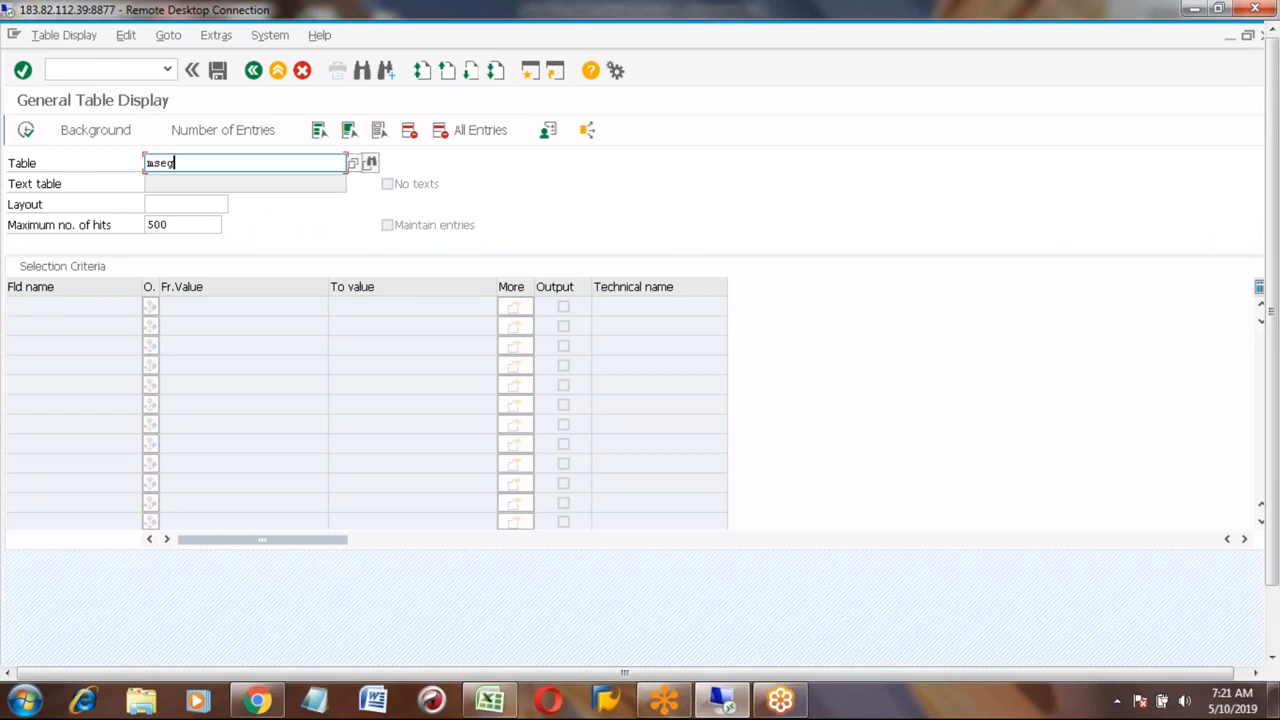 183.82.112.39:8877 - Remote Desktop Connection
Table Display Edit Goto Extras System Help
General Table Display
Background Number of Entries All Entries
Table mseg
Text table No texts
Layout
Maximum no. of hits 500 Maintain entries
Selection Criteria
Fld name O. Fr.Value To value More Output Technical name
7:21 AM
5/10/2019